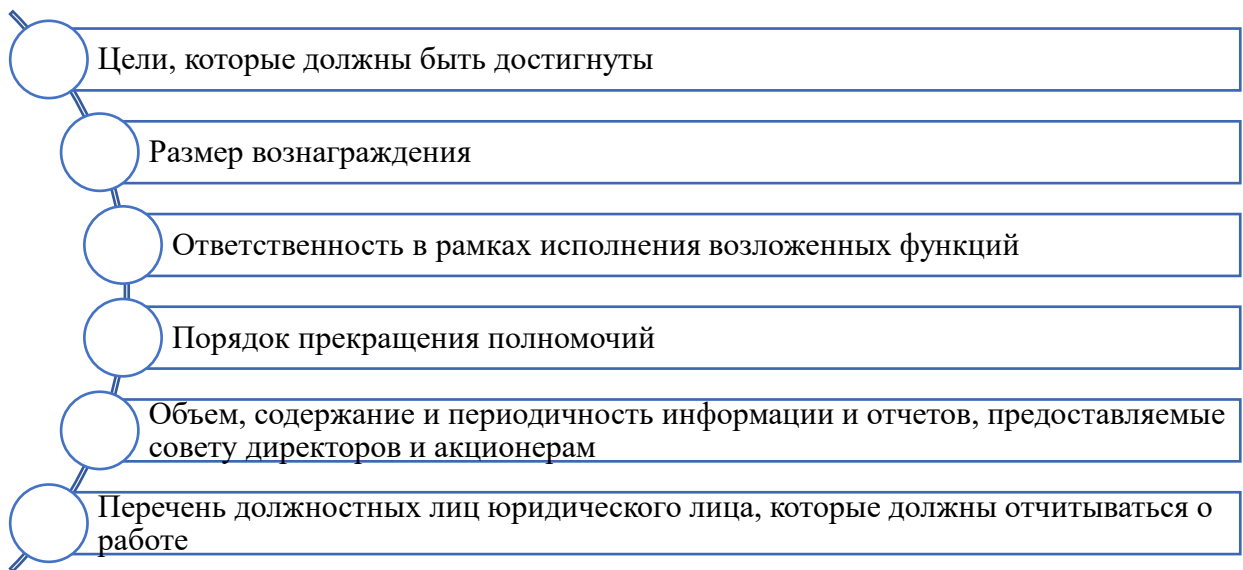 Цели, которые должны быть достигнуты
Размер вознаграждения
Ответственность в рамках исполнения возложенных функций
Порядок прекращения полномочий
Объем, содержание и периодичность информации и отчетов, предоставляемые
совету директоров и акционерам
Перечень должностных лиц юридического лица, которые должны отчитываться о
работе